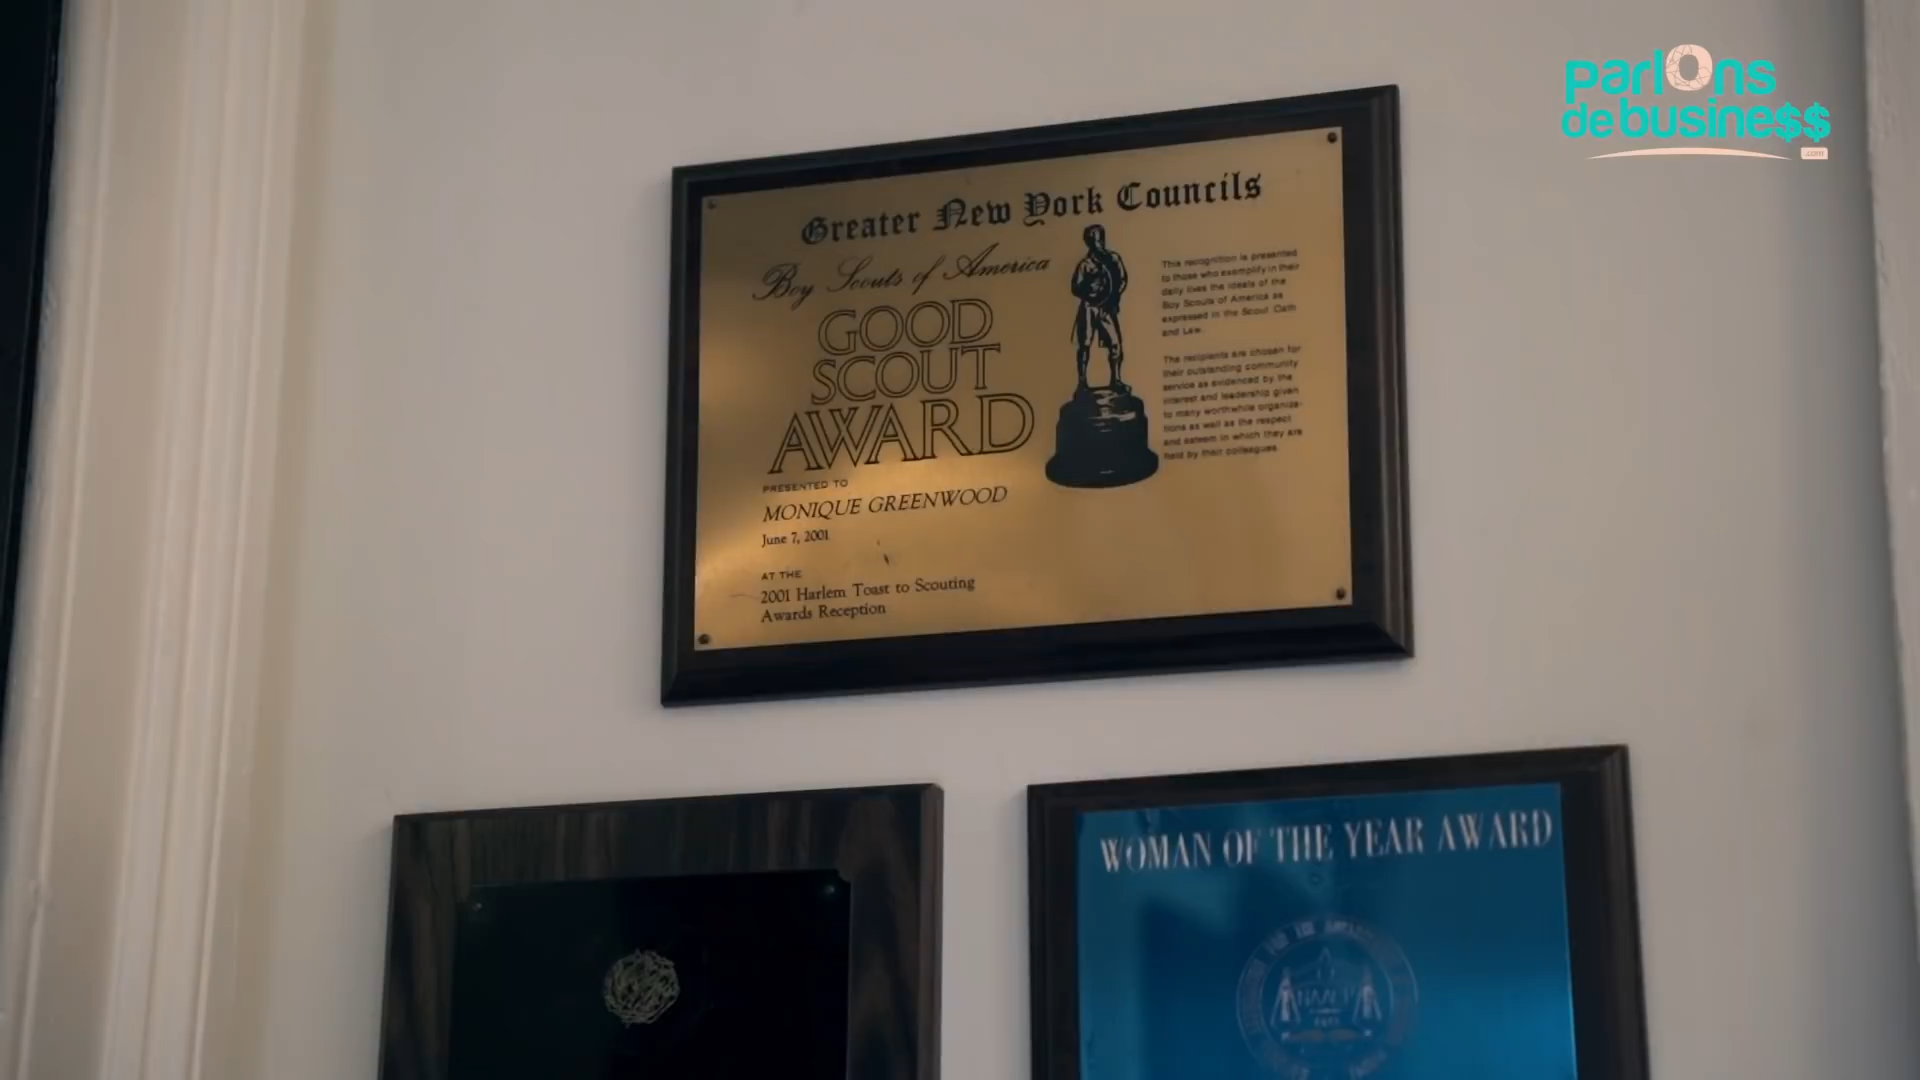 parlOns
de busine$$
.com
Greater New York Councils
Boy Scouts of America
GOOD
SCOUT
AWARD
PRESENTED TO
MONIQUE GREENWOOD
June 7, 2001
AT THE
2001 Harlem Toast to Scouting
Awards Reception
This recognition is presented
to those who exemplify in their
daily lives the ideals of the
Boy Scouts of America as
expressed in the Scout Oath
and Law.
The recipients are chosen for
their outstanding community
service as evidenced by the
interest and leadership given
to many worthwhile organiza-
tions as well as the respect
and esteem in which they are
held by their colleagues.
WOMAN OF THE YEAR AWARD
NAACP